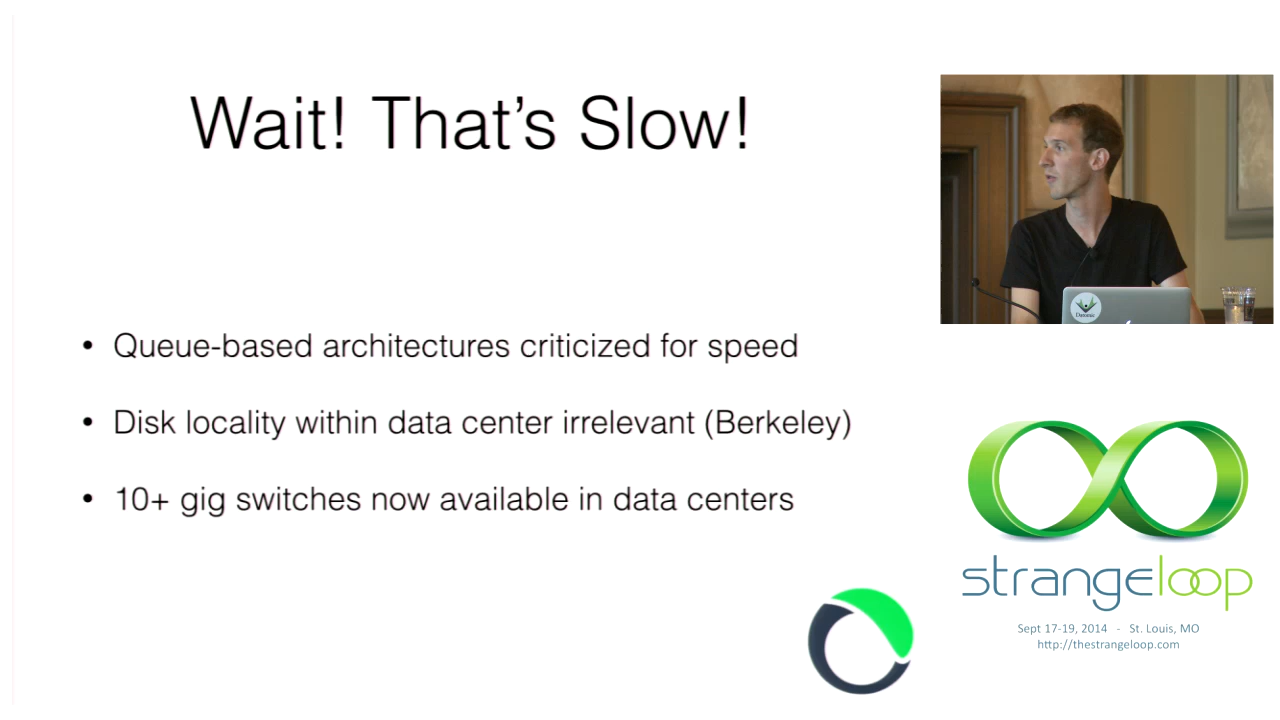 Wait! That's Slow!
• Queue-based architectures criticized for speed
• Disk locality within data center irrelevant (Berkeley)
• 10+ gig switches now available in data centers
Datomic
strangeloop
Sept 17-19, 2014 - St. Louis, MO
http://thestrangeloop.com